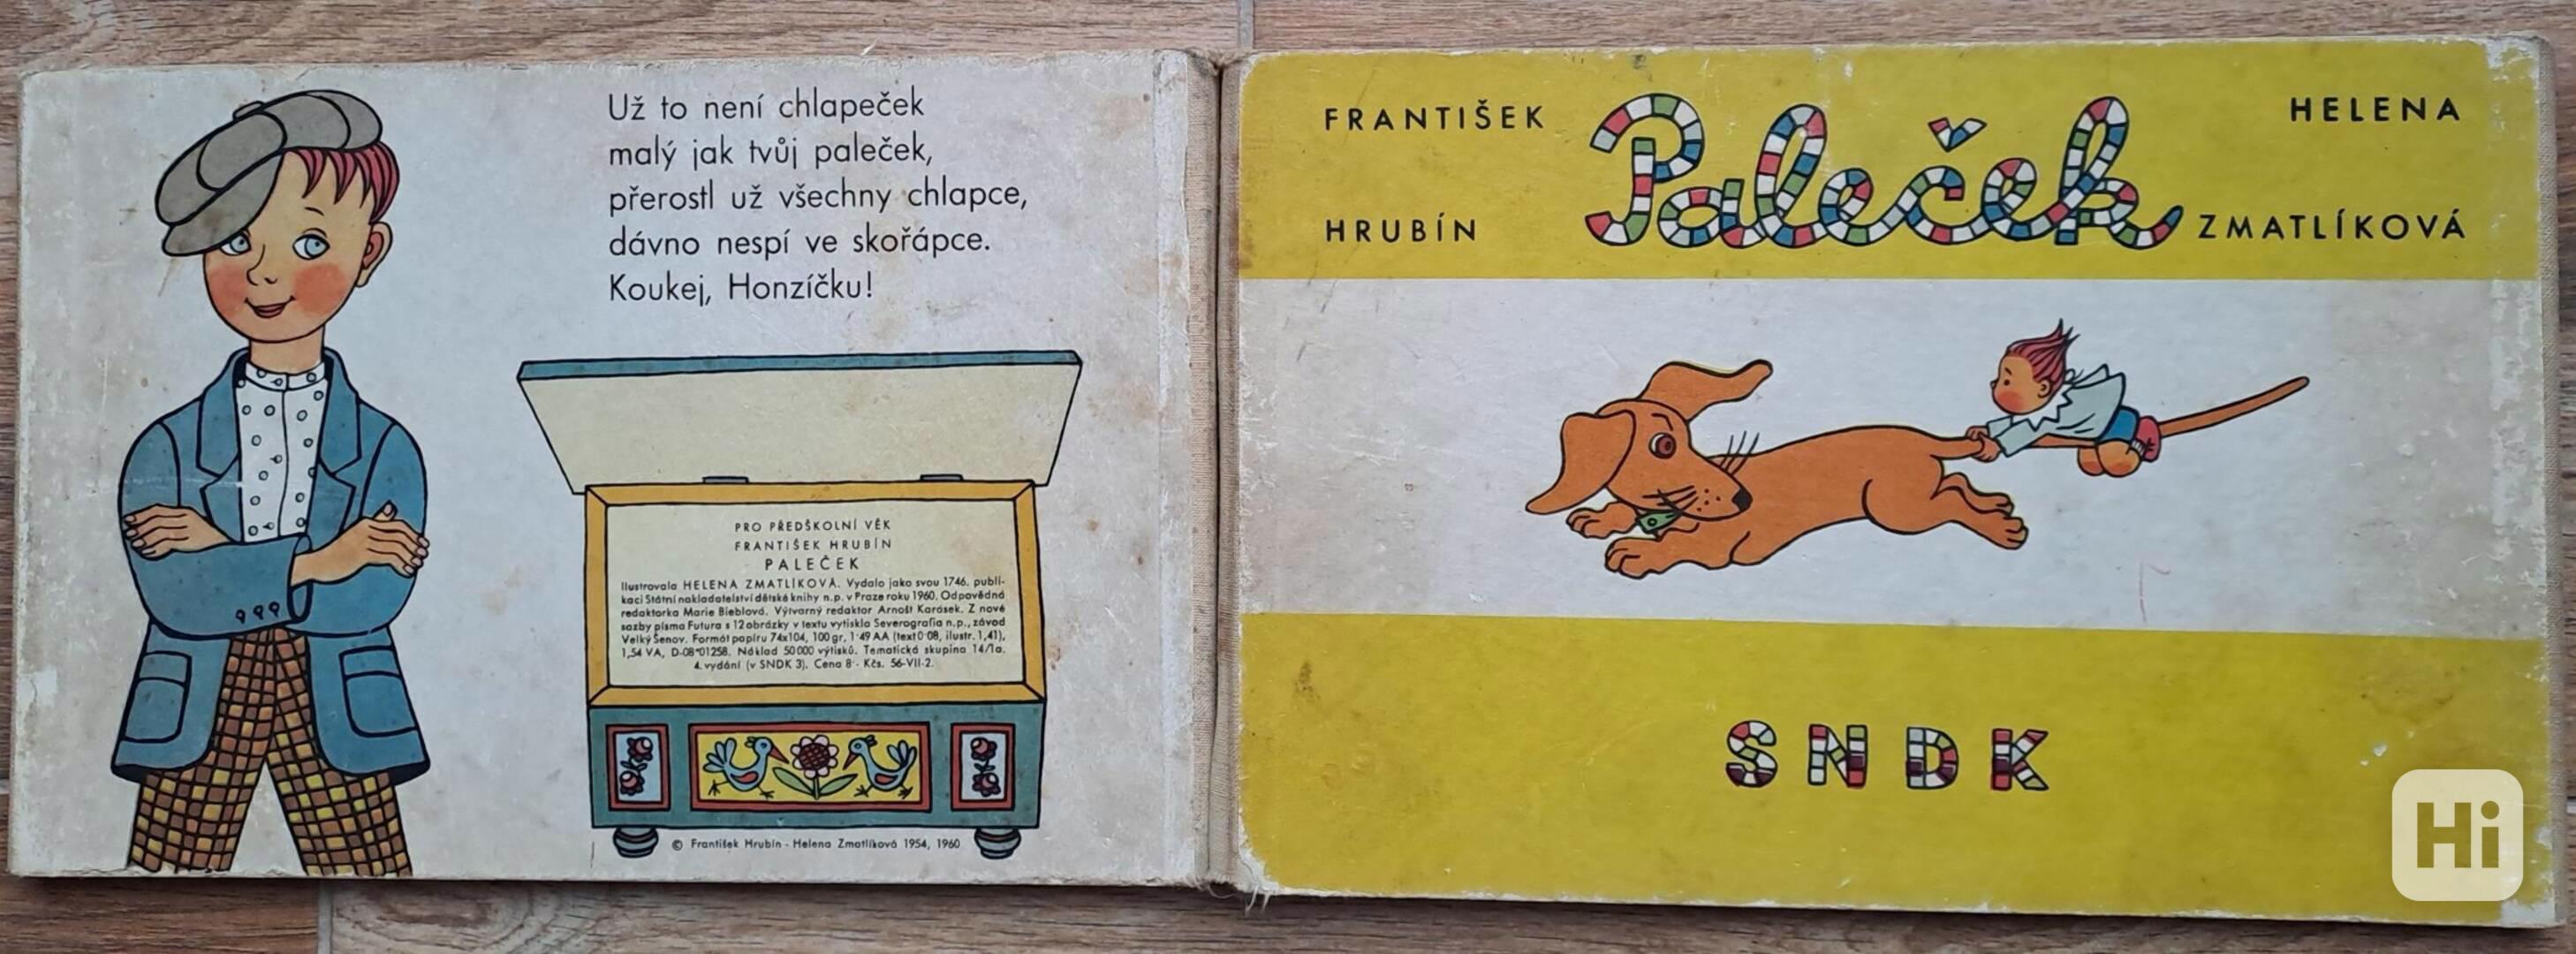 Už to není chlapeček
malý jak tvůj paleček,
přerostl už všechny chlapce,
dávno nespí ve skořápce.
Koukej, Honzíčku!
PRO PŘEDŠKOLNÍ VĚK
FRANTIŠEK HRUBÍN
PALEČEK
Ilustrovala HELENA ZMATLÍKOVÁ. Vydalo jako svou 1746. publi-
kaci Státní nakladatelství dětské knihy n.p. v Praze roku 1960. Odpovědná
redaktorka Marie Bieblová. Výtvarný redaktor Arnošt Karásek. Z nové
sazby písma Futura s 12 obrázky v textu vytiskla Severografia n.p., závod
Velký Šenov. Formát papíru 74x104, 100 gr, 1·49 AA (text 0·08, ilustr. 1,41),
1,54 VA, D-08*01258. Náklad 50000 výtisků. Tematická skupina 14/1a.
4. vydání (v SNDK 3). Cena 8·- Kčs. 56-VII-2.
© František Hrubín - Helena Zmatlíková 1954, 1960
FRANTIŠEK
HRUBÍN
Paleček
HELENA
ZMATLÍKOVÁ
SNDK
Hi